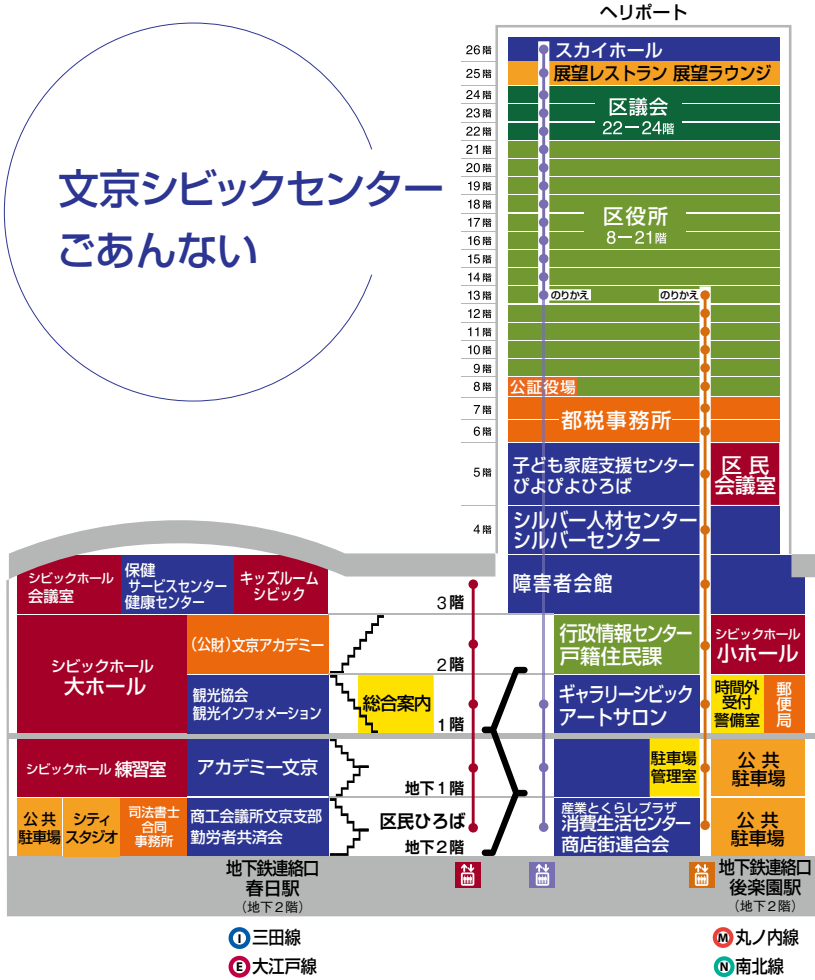 ヘリポート
文京シビックセンター
ごあんない
26階
スカイホール
25階
展望レストラン 展望ラウンジ
24階
23階
22階
区議会
22－24階
21階
20階
19階
18階
17階
16階
15階
14階
13階
12階
11階
10階
9階
8階
区役所
8－21階
のりかえ
のりかえ
公証役場
7階
6階
都税事務所
5階
子ども家庭支援センター
ぴよぴよひろば
区民
会議室
4階
シルバー人材センター
シルバーセンター
シビックホール
会議室
保健
サービスセンター
健康センター
キッズルーム
シビック
3階
障害者会館
シビックホール
大ホール
(公財)文京アカデミー
2階
行政情報センター
戸籍住民課
シビックホール
小ホール
観光協会
観光インフォメーション
総合案内
1階
ギャラリーシビック
アートサロン
時間外
受付
警備室
郵便局
シビックホール 練習室
アカデミー文京
地下1階
駐車場
管理室
公共
駐車場
公共
駐車場
シティ
スタジオ
司法書士
合同
事務所
商工会議所文京支部
勤労者共済会
区民ひろば
地下2階
産業とくらしプラザ
消費生活センター
商店街連合会
公共
駐車場
地下鉄連絡口
春日駅
(地下2階)
地下鉄連絡口
後楽園駅
(地下2階)
I 三田線
E 大江戸線
M 丸ノ内線
N 南北線